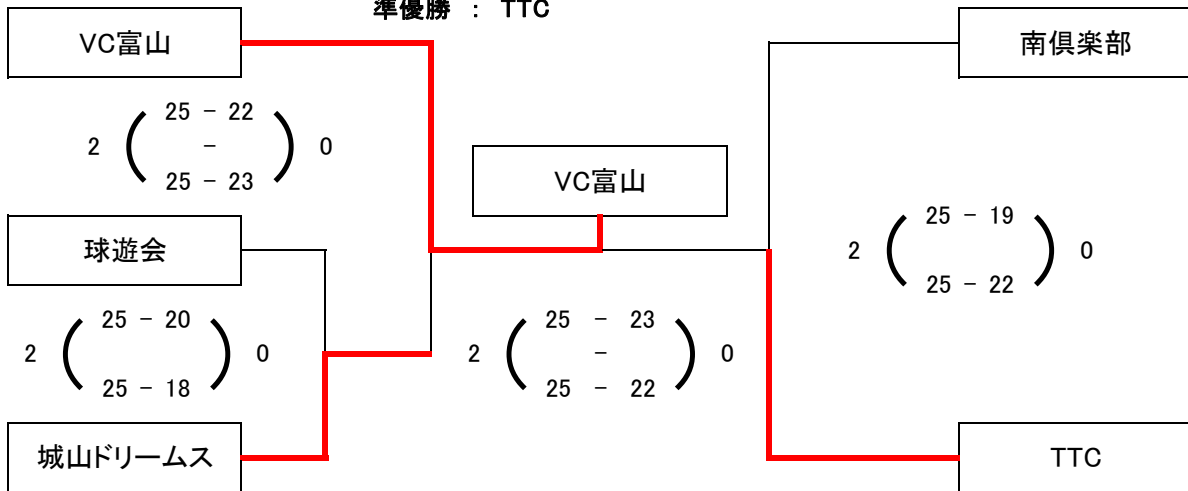 準優勝 : TTC
VC富山
南倶楽部
25 - 22
2 ( - ) 0
25 - 23
VC富山
球遊会
25 - 19
2 ( ) 0
25 - 22
25 - 20
2 ( ) 0
25 - 18
25 - 23
2 ( - ) 0
25 - 22
城山ドリームス
TTC